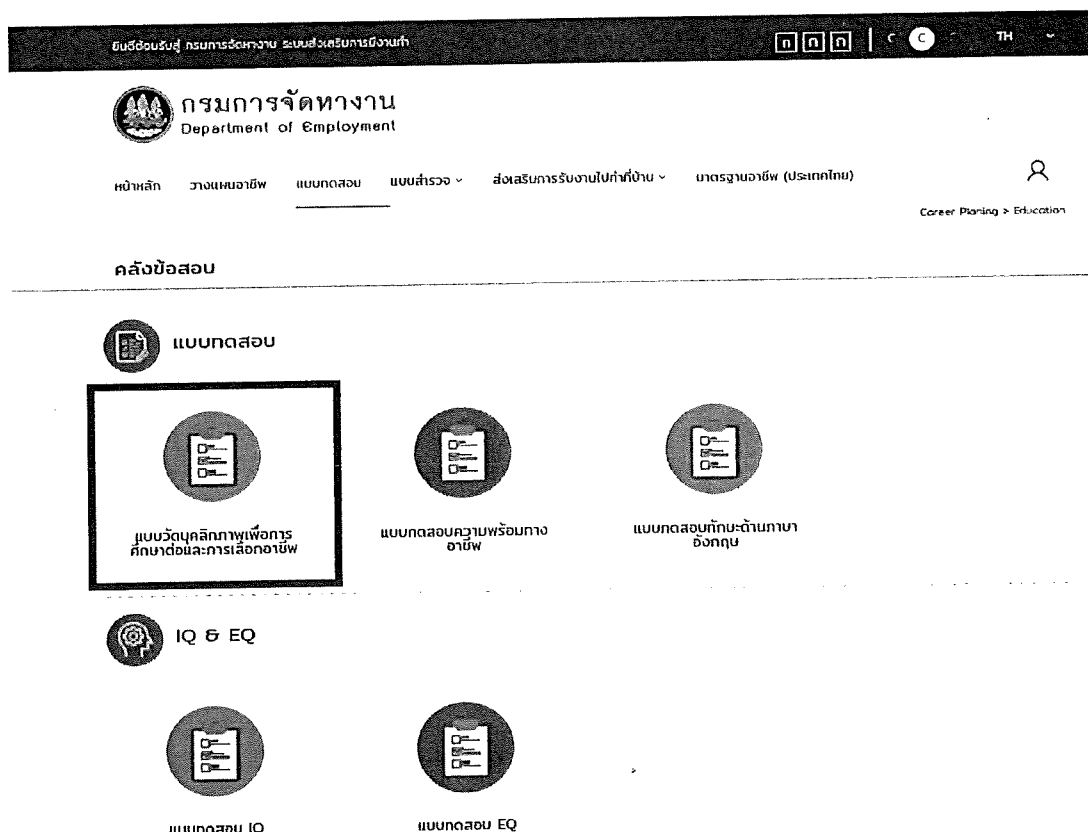 ยินดีต้อนรับสู่ กรมการจัดหางาน ระบบส่งเสริมการมีงานทำ
ก ก ก | C C C TH
กรมการจัดหางาน
Department of Employment
หน้าหลัก วางแผนอาชีพ แบบทดสอบ แบบสำรวจ ส่งเสริมการรับงานไปทำที่บ้าน มาตรฐานอาชีพ (ประเทศไทย)
Career Planing > Education
คลังข้อสอบ
แบบทดสอบ
แบบวัดบุคลิกภาพเพื่อการ
ศึกษาต่อและการเลือกอาชีพ
แบบทดสอบความพร้อมทาง
อาชีพ
แบบทดสอบทักษะด้านภาษา
อังกฤษ
IQ & EQ
แบบทดสอบ IQ
แบบทดสอบ EQ